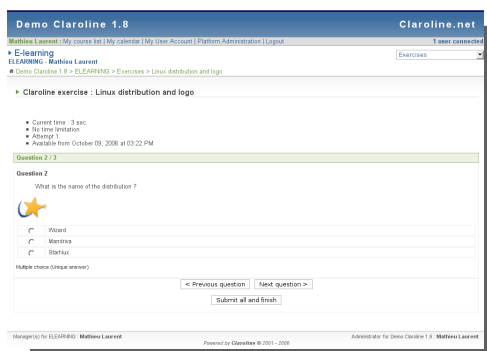 Demo Claroline 1.8
Claroline.net
Mathieu Laurent : My course list | My calendar | My User Account | Platform Administration | Logout
1 user connected
E-learning
Exercises
ELEARNING - Mathieu Laurent
Demo Claroline 1.8 > ELEARNING > Exercises > Linux distribution and logo
Claroline exercise : Linux distribution and logo
Current time : 3 sec.
No time limitation
Attempt 1
Available from October 09, 2006 at 03:22 PM
Question 2 / 3
Question 2
What is the name of the distribution ?
Wizard
Mandriva
StarNux
Multiple choice (Unique answer)
< Previous question
Next question >
Submit all and finish
Manager(s) for ELEARNING : Mathieu Laurent
Administrator for Demo Claroline 1.8 : Mathieu Laurent
Powered by Claroline © 2001 - 2006